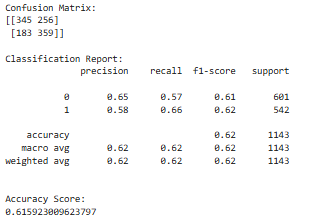 Confusion Matrix:
[[345 256]
 [183 359]]
Classification Report:
precision recall f1-score support
0 0.65 0.57 0.61 601
1 0.58 0.66 0.62 542
accuracy 0.62 1143
macro avg 0.62 0.62 0.62 1143
weighted avg 0.62 0.62 0.62 1143
Accuracy Score:
0.615923009623797